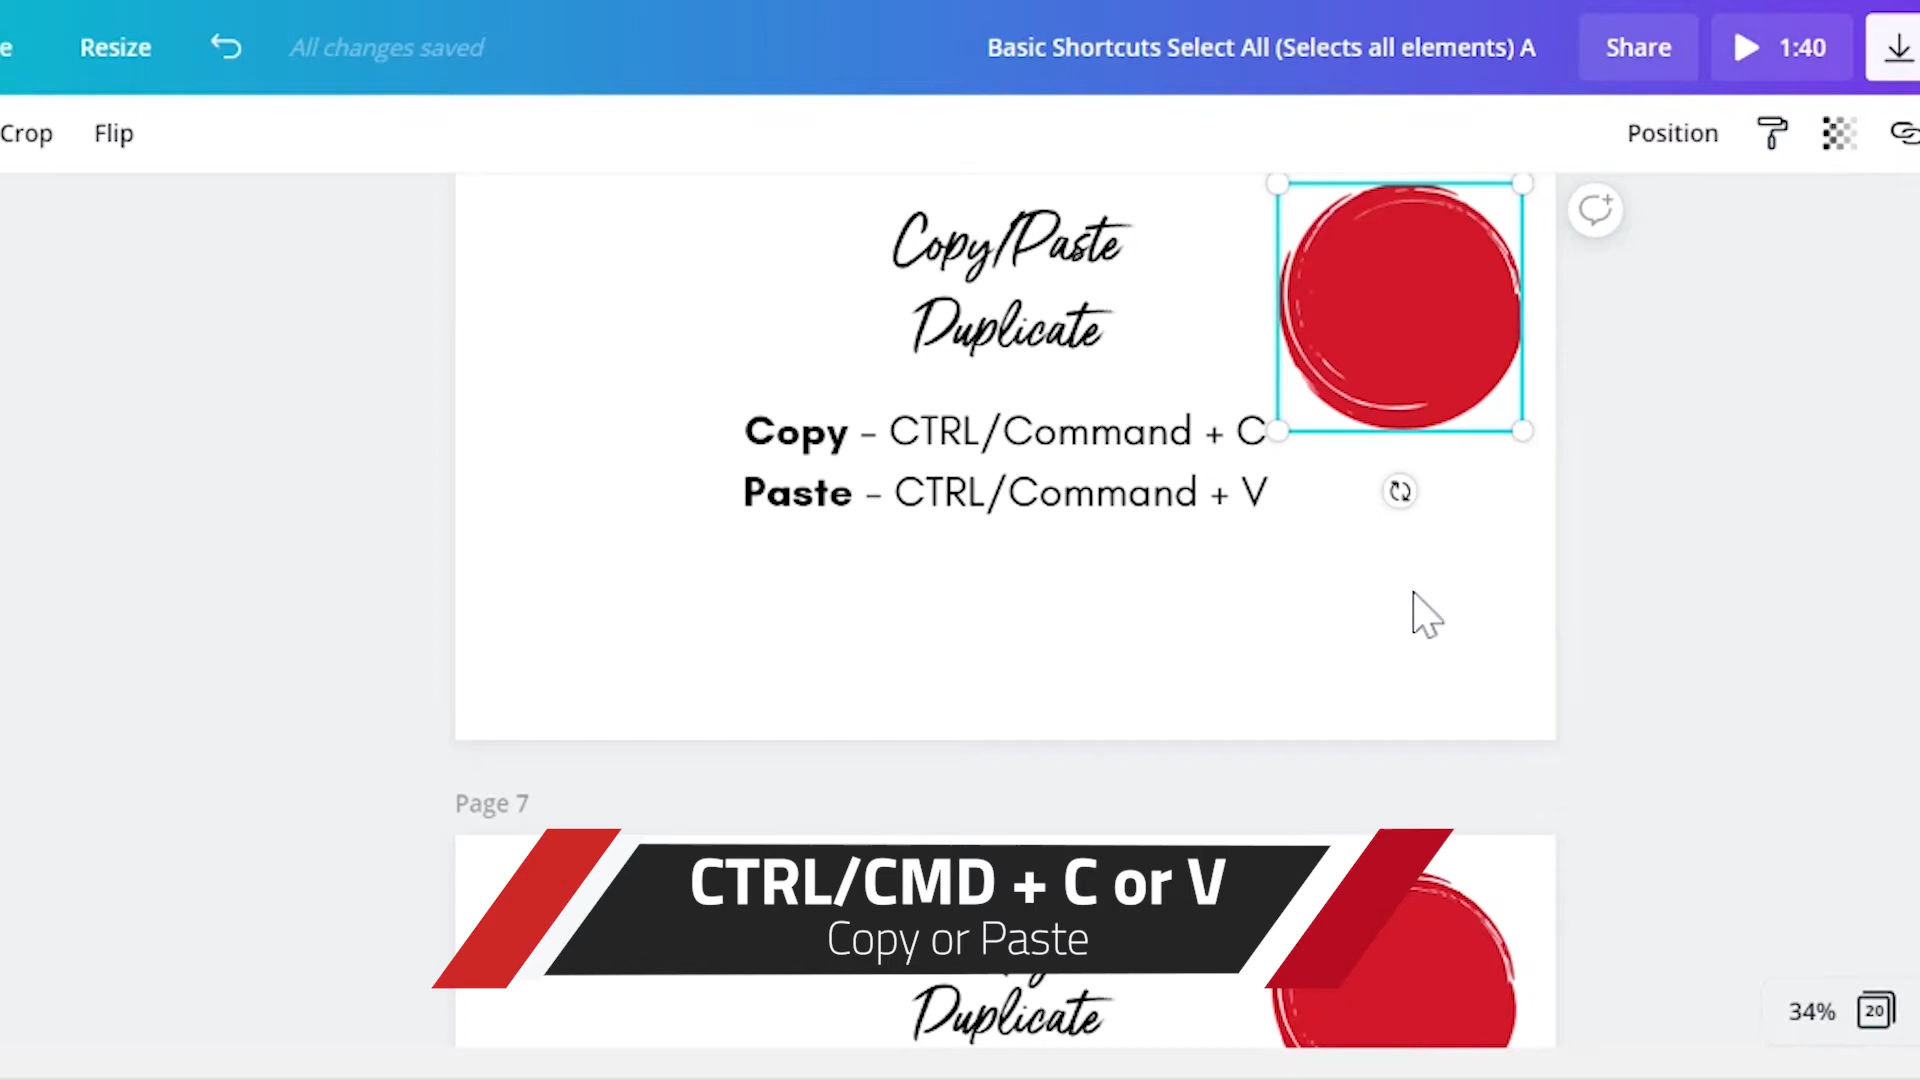 e Resize All changes saved Basic Shortcuts Select All (Selects all elements) A Share 1:40
Crop Flip Position
Copy/Paste
Duplicate
Copy - CTRL/Command + C
Paste - CTRL/Command + V
Page 7
CTRL/CMD + C or V
Copy or Paste
Duplicate
34% 20